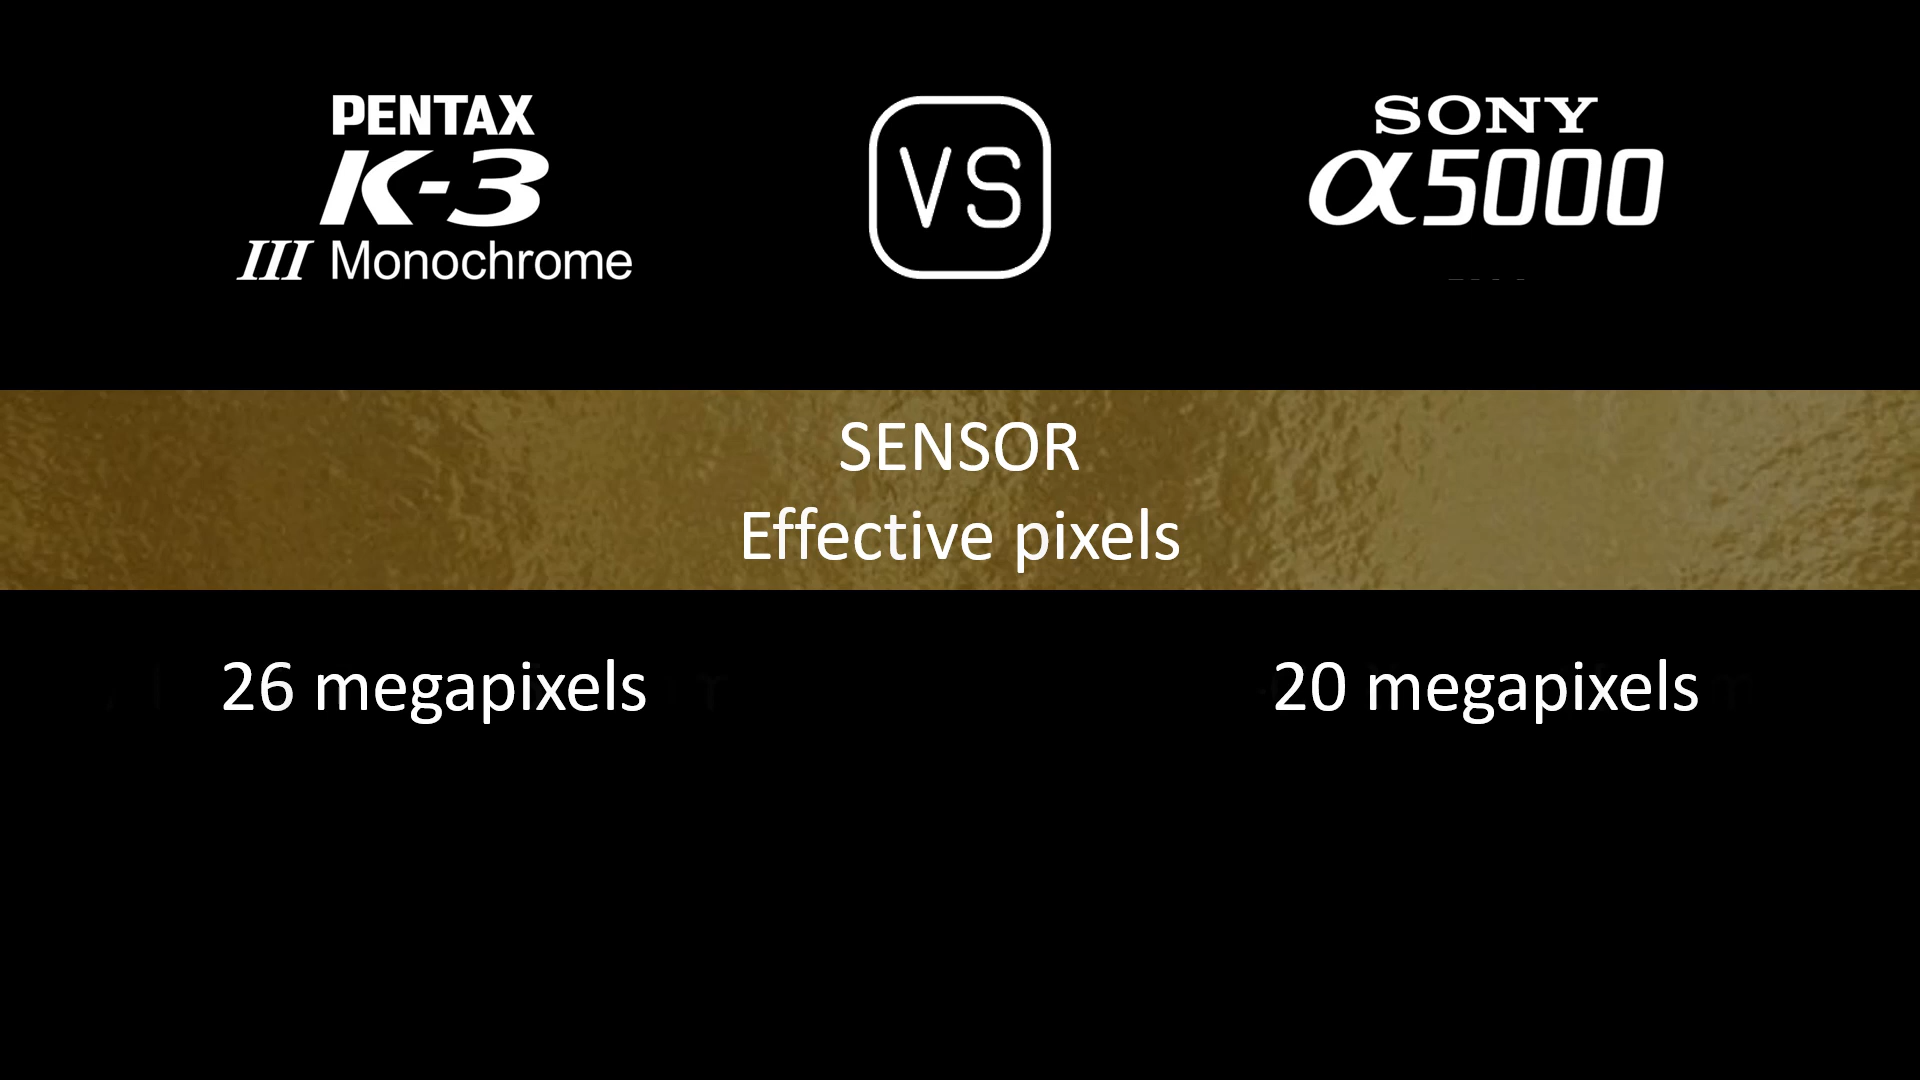 PENTAX
K-3
III Monochrome
VS
SONY
α5000
SENSOR
Effective pixels
26 megapixels
20 megapixels